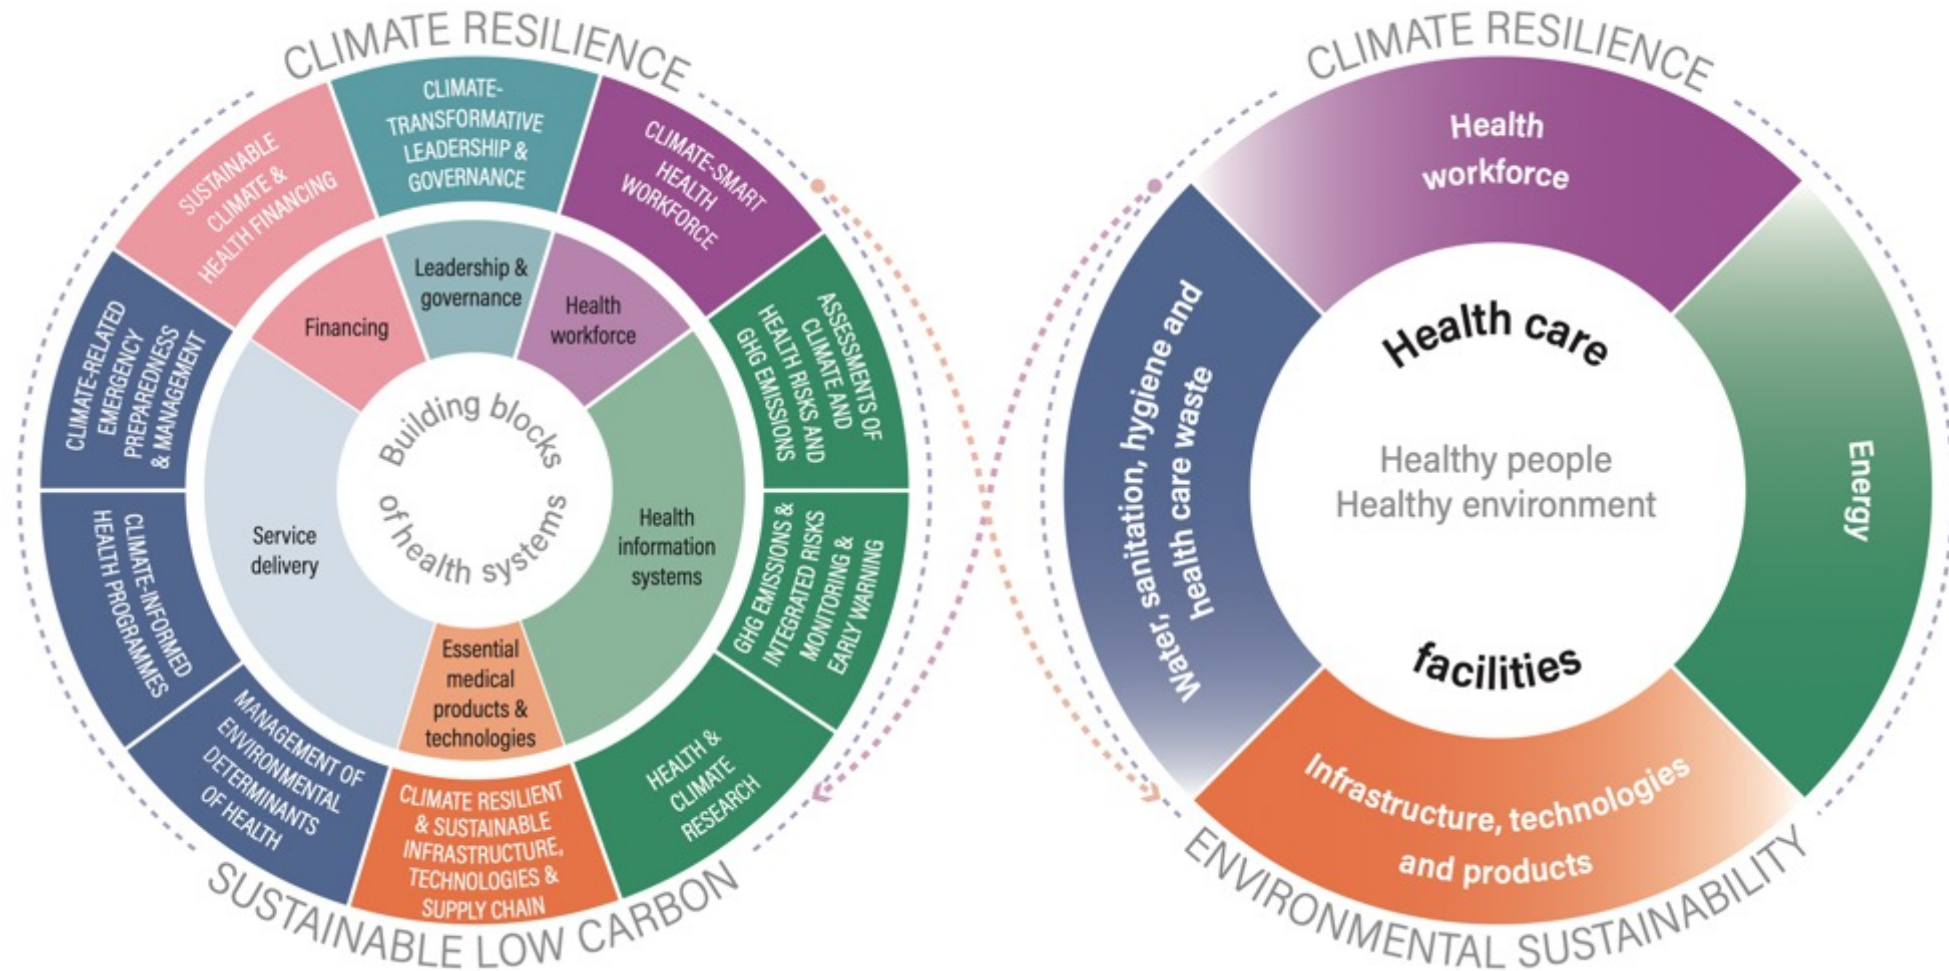 CLIMATE RESILIENCE
CLIMATE-
TRANSFORMATIVE
LEADERSHIP &
GOVERNANCE
CLIMATE-SMART
HEALTH
WORKFORCE
ASSESSMENTS OF
CLIMATE AND
HEALTH RISKS AND
GHG EMISSIONS
GHG EMISSIONS &
INTEGRATED RISKS
MONITORING &
EARLY WARNING
HEALTH &
CLIMATE
RESEARCH
CLIMATE RESILIENT
& SUSTAINABLE
INFRASTRUCTURE,
TECHNOLOGIES &
SUPPLY CHAIN
MANAGEMENT OF
ENVIRONMENTAL
DETERMINANTS
OF HEALTH
CLIMATE-INFORMED
HEALTH PROGRAMMES
CLIMATE-RELATED
EMERGENCY
PREPAREDNESS
& MANAGEMENT
SUSTAINABLE
CLIMATE &
HEALTH FINANCING
Leadership &
governance
Health
workforce
Health
information
systems
Essential
medical
products &
technologies
Service
delivery
Financing
Building blocks
of health systems
SUSTAINABLE LOW CARBON
CLIMATE RESILIENCE
Health
workforce
Energy
Infrastructure, technologies
and products
Water, sanitation, hygiene and
health care waste
Health care
Healthy people
Healthy environment
facilities
ENVIRONMENTAL SUSTAINABILITY